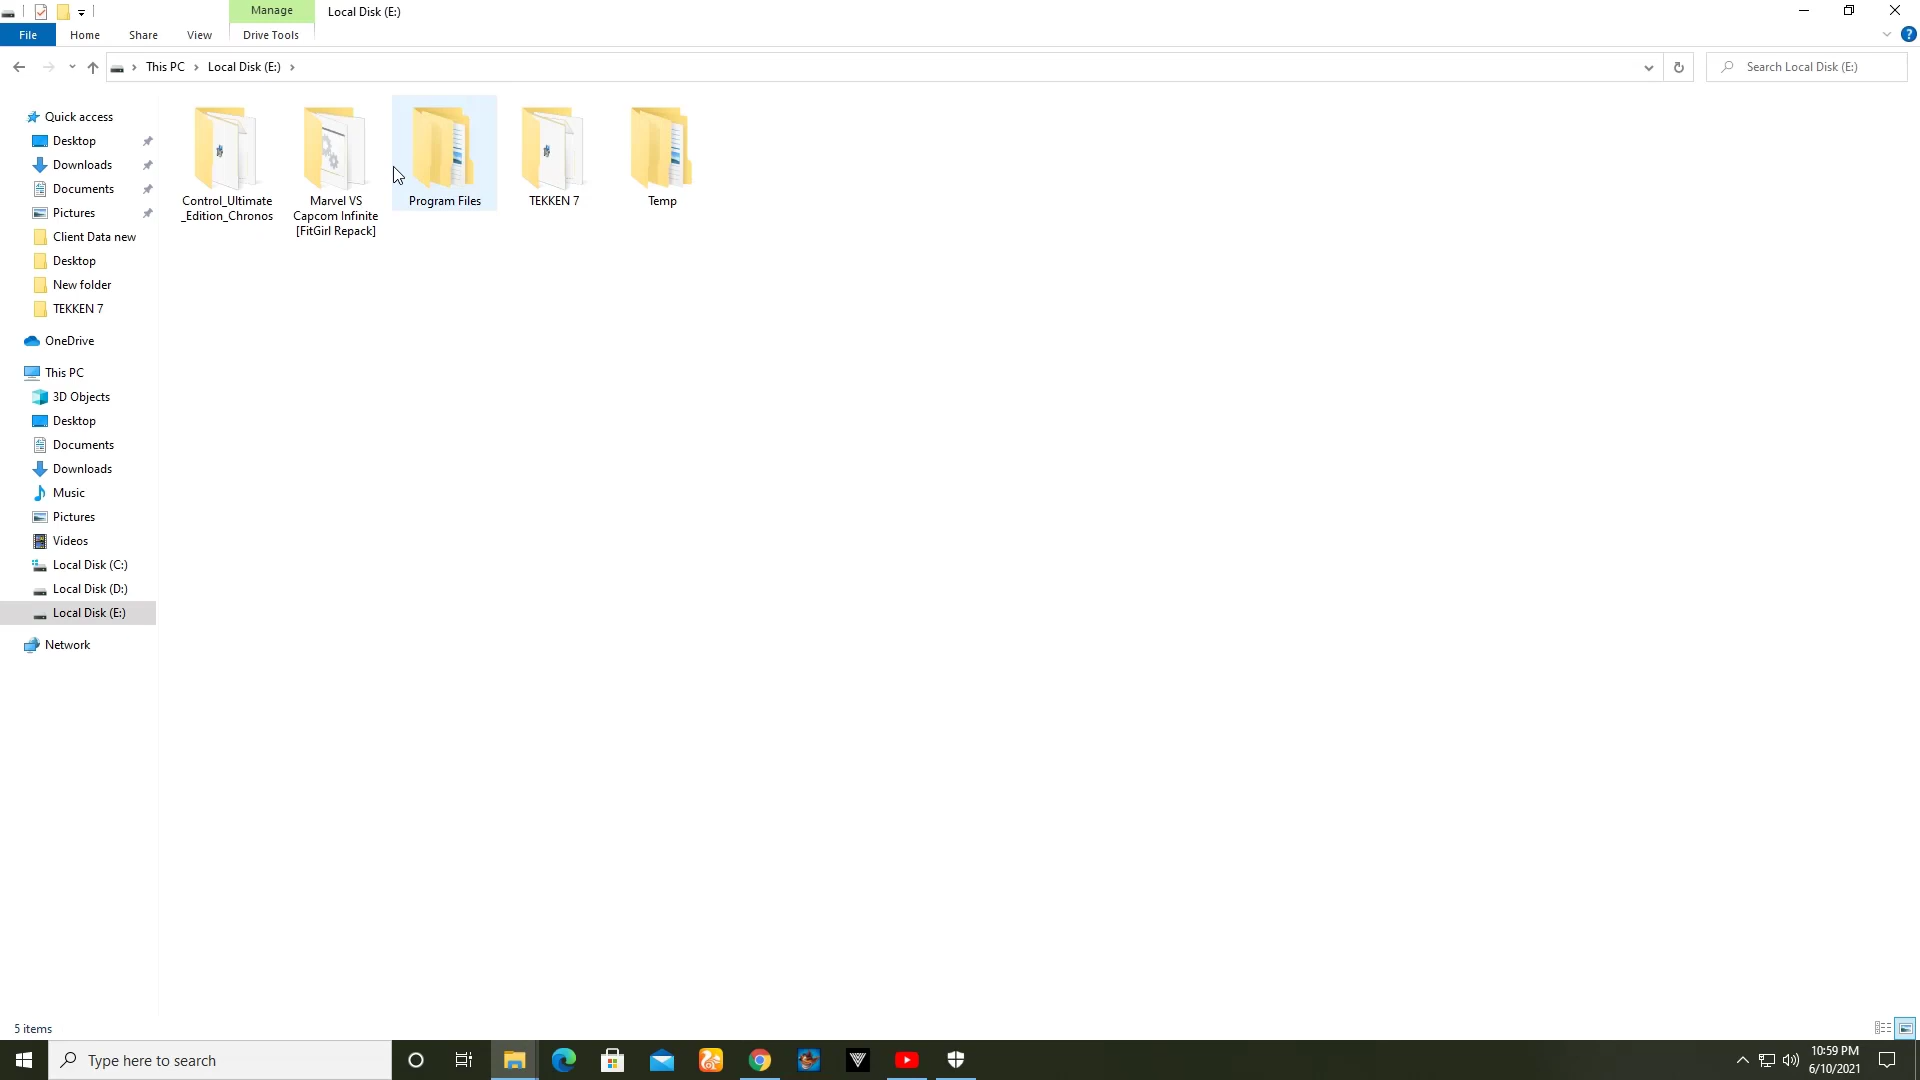 Manage
Local Disk (E:)
File
Home
Share
View
Drive Tools
?
This PC
Local Disk (E:)
Search Local Disk (E:)
Quick access
Desktop
Downloads
Documents
Pictures
Client Data new
Desktop
New folder
TEKKEN 7
OneDrive
This PC
3D Objects
Desktop
Documents
Downloads
Music
Pictures
Videos
Local Disk (C:)
Local Disk (D:)
Local Disk (E:)
Network
Control_Ultimate
_Edition_Chronos
Marvel VS
Capcom Infinite
[FitGirl Repack]
Program Files
TEKKEN 7
Temp
5 items
Type here to search
10:59 PM
6/10/2021